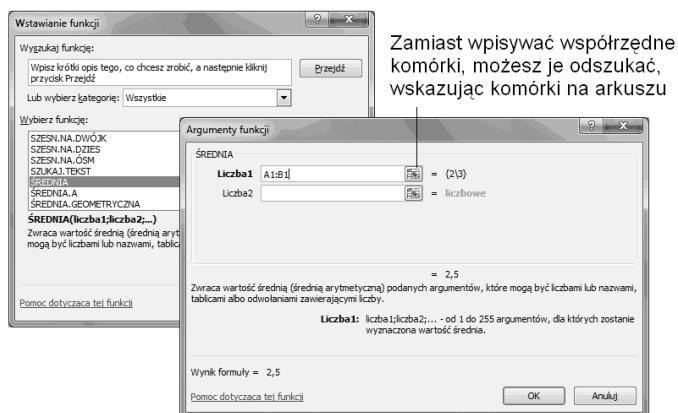 Wstawianie funkcji
Wyszukaj funkcję:
Wpisz krótki opis tego, co chcesz zrobić, a następnie kliknij
przycisk Przejdź
Przejdź
Lub wybierz kategorię: Wszystkie
Wybierz funkcję:
SZESN.NA.DWÓJK
SZESN.NA.DZIES
SZESN.NA.ÓSM
SZUKAJ.TEKST
ŚREDNIA
ŚREDNIA.A
ŚREDNIA.GEOMETRYCZNA
ŚREDNIA(liczba1;liczba2;...)
Zwraca wartość średnią (średnią aryt
mogą być liczbami lub nazwami, tablica
Pomoc dotycząca tej funkcji
Zamiast wpisywać współrzędne
komórki, możesz je odszukać,
wskazując komórki na arkuszu
Argumenty funkcji
ŚREDNIA
Liczba1 A1:B1 = {2\3}
Liczba2 = liczbowe
= 2,5
Zwraca wartość średnią (średnią arytmetyczną) podanych argumentów, które mogą być liczbami lub nazwami,
tablicami albo odwołaniami zawierającymi liczby.
Liczba1: liczba1;liczba2;... - od 1 do 255 argumentów, dla których zostanie
wyznaczona wartość średnia.
Wynik formuły = 2,5
Pomoc dotycząca tej funkcji
OK Anuluj